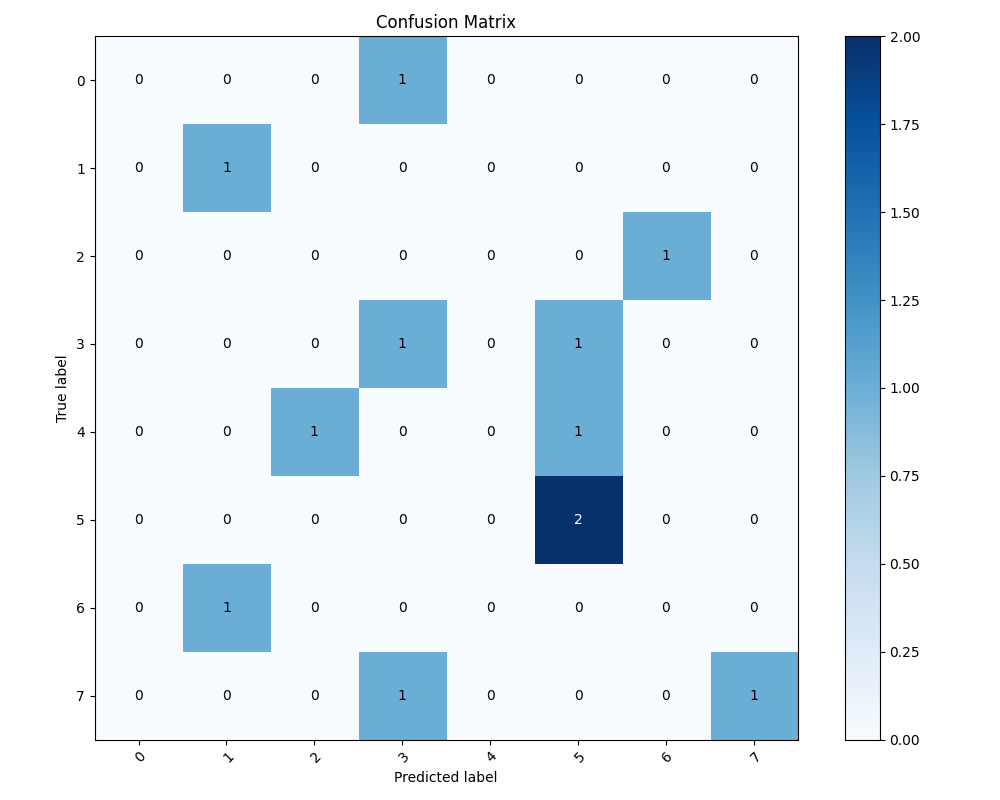 Confusion Matrix
0 0 0 0 1 0 0 0 0
1 0 1 0 0 0 0 0 0
2 0 0 0 0 0 0 1 0
3 0 0 0 1 0 1 0 0
4 0 0 1 0 0 1 0 0
5 0 0 0 0 0 2 0 0
6 0 1 0 0 0 0 0 0
7 0 0 0 1 0 0 0 1
0 1 2 3 4 5 6 7
True label
Predicted label
2.00
1.75
1.50
1.25
1.00
0.75
0.50
0.25
0.00